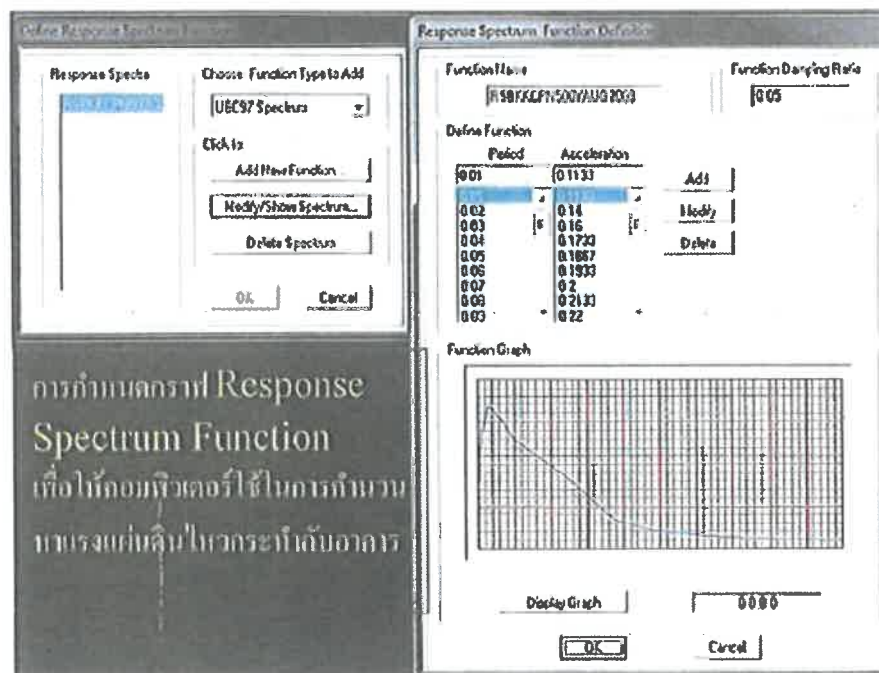 Define Response Spectrum Functions
Response Spectra
Choose Function Type to Add
UBC97 Spectrum
Click to:
Add New Function...
Modify/Show Spectrum...
Delete Spectrum
OK
Cancel
Response Spectrum Function Definition
Function Name
Function Damping Ratio
0.05
Define Function
Period
Acceleration
0.01
0.1133
Add
0.02
0.14
Modify
0.03
0.16
0.04
0.1733
Delete
0.05
0.1867
0.06
0.1933
0.07
0.2
0.08
0.2133
0.22
Function Graph
Display Graph
OK
Cancel
การกำหนดกราฟ Response
Spectrum Function
เพื่อให้คอมพิวเตอร์ใช้ในการคำนวน
หาแรงแผ่นดินไหวกระทำกับอาคาร